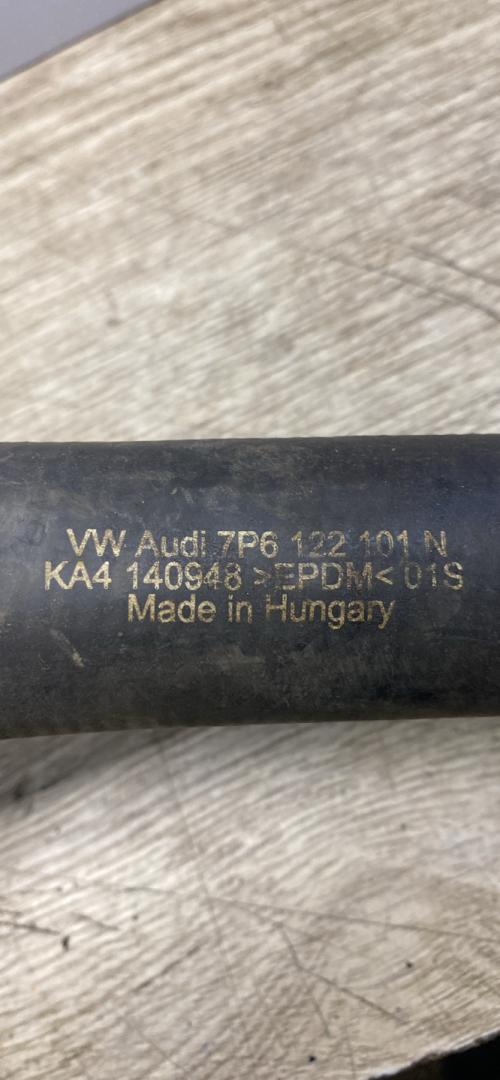 VW Audi 7P6 122 101 N
KA4 140948 >EPDM< 01S
Made in Hungary